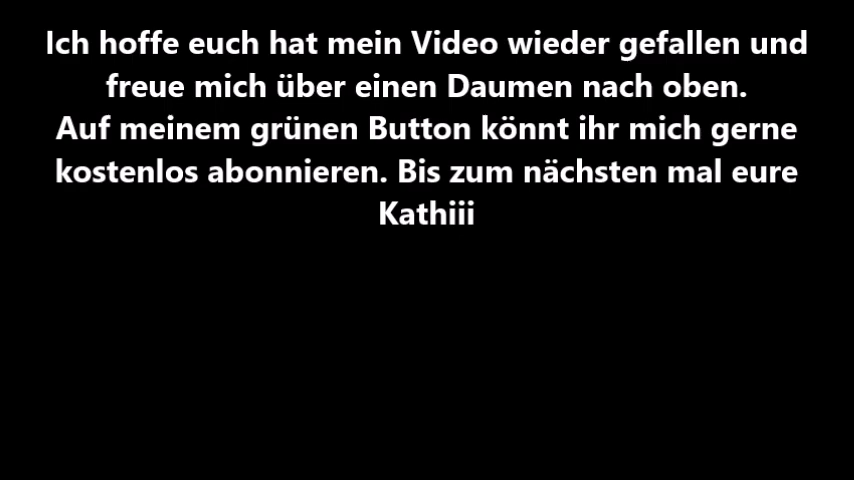 Ich hoffe euch hat mein Video wieder gefallen und
freue mich über einen Daumen nach oben.
Auf meinem grünen Button könnt ihr mich gerne
kostenlos abonnieren. Bis zum nächsten mal eure
Kathiii